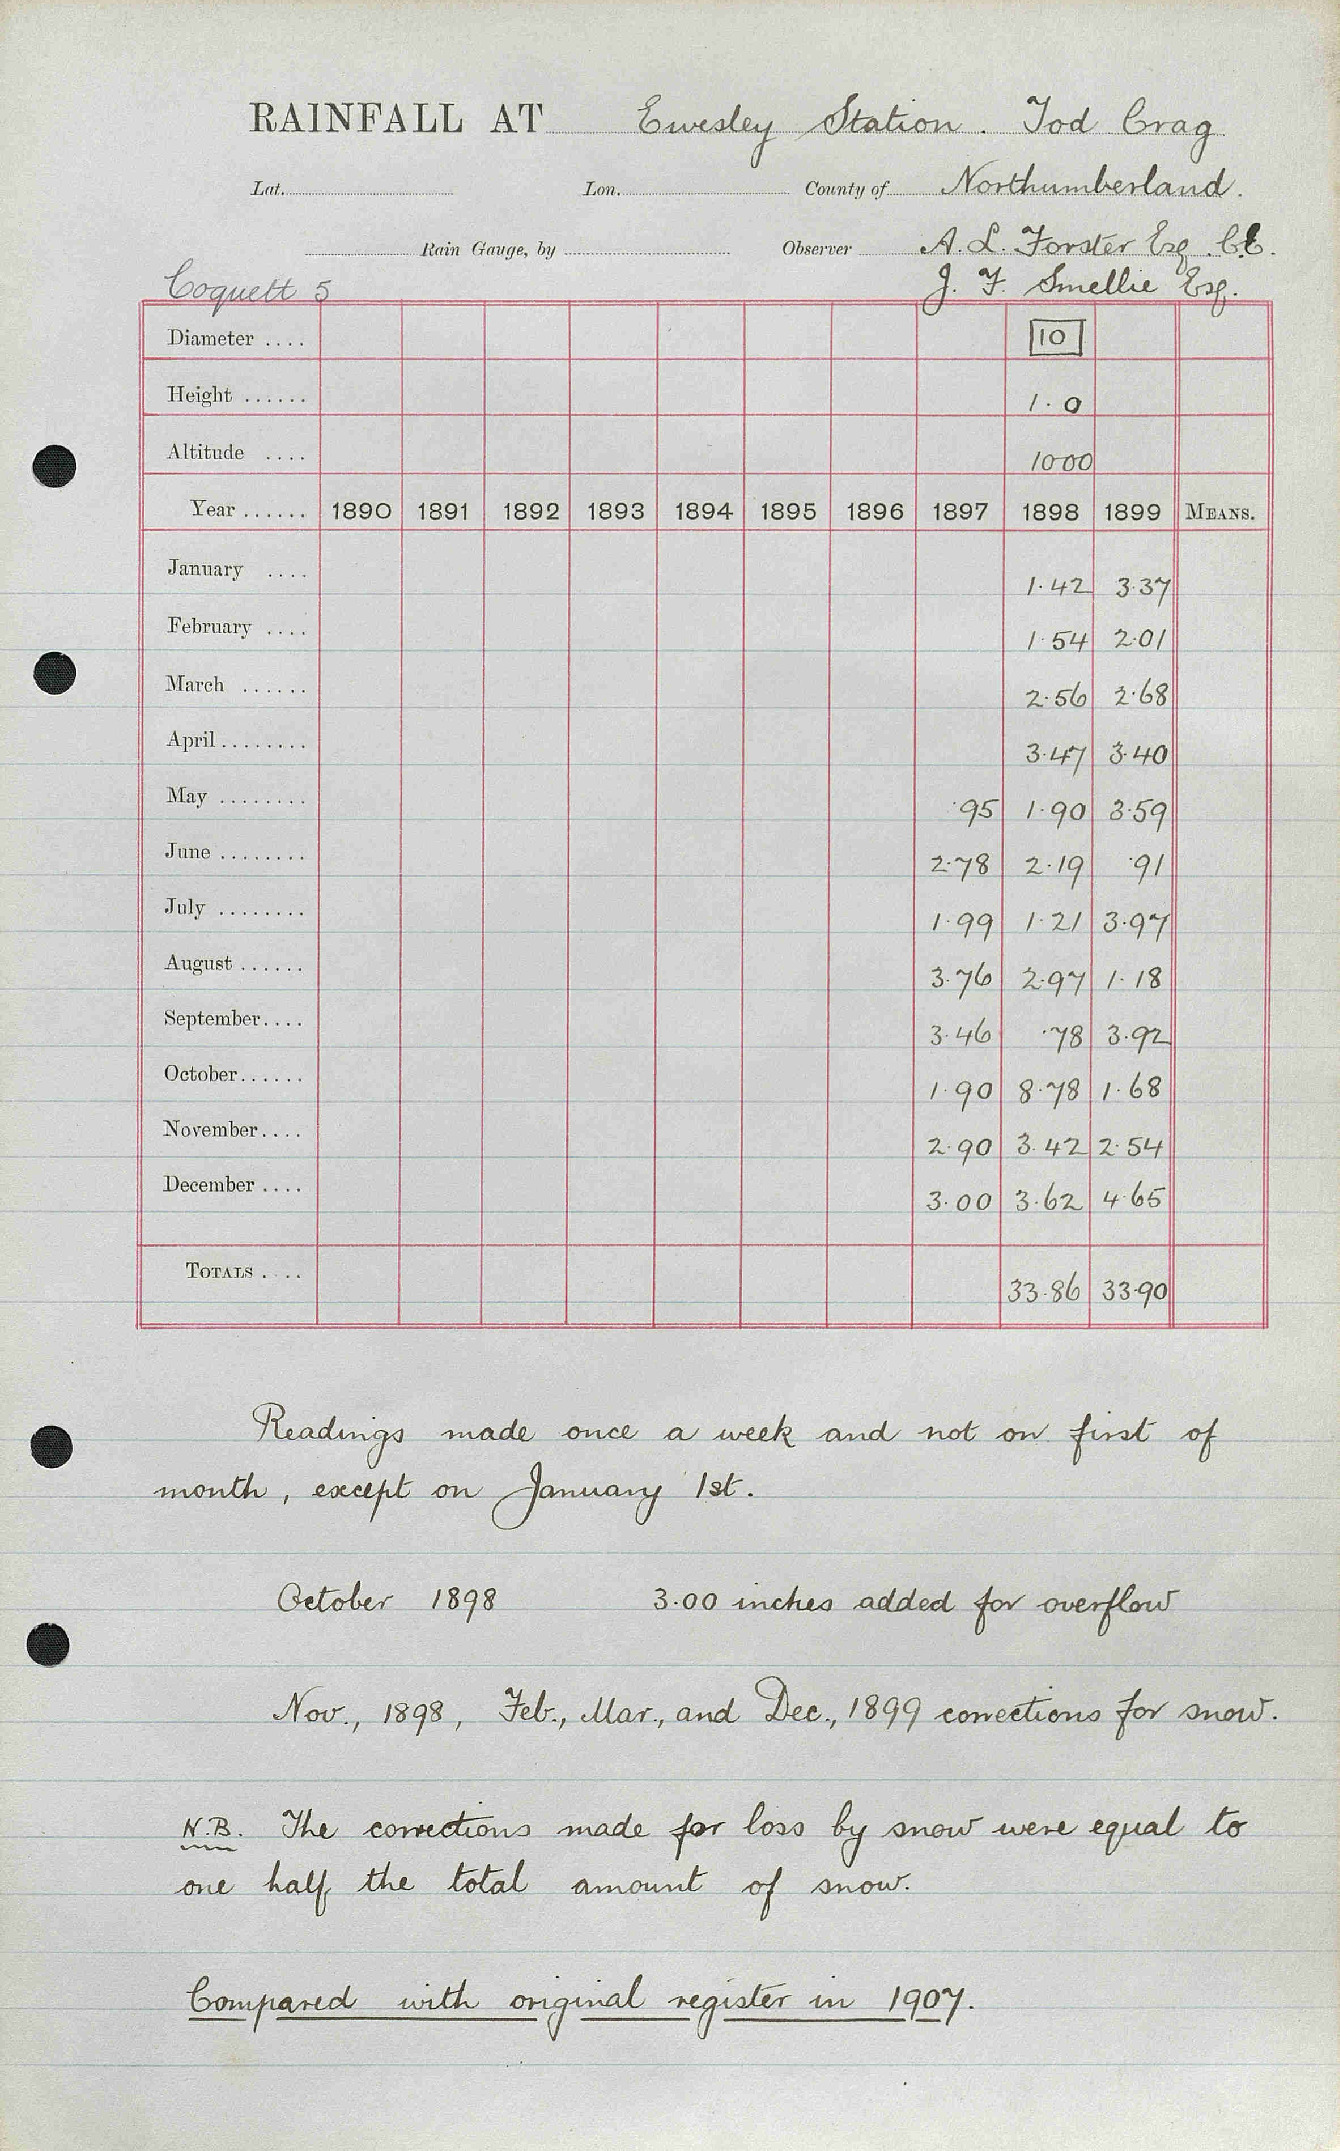 RAINFALL AT Ewesley Station. Tod Crag
Lat. Lon. County of Northumberland.
Rain Gauge, by Observer A. L. Forster Esq. C.E.
Coquett 5 J. F. Smellie Esq.
Diameter .... 10
Height ...... 1.0
Altitude .... 1000
Year ...... 1890 1891 1892 1893 1894 1895 1896 1897 1898 1899 MEANS.
January .... 1.42 3.37
February .... 1.54 2.01
March ...... 2.56 2.68
April ........ 3.47 3.40
May ........ .95 1.90 3.59
June ........ 2.78 2.19 .91
July ........ 1.99 1.21 3.97
August ...... 3.76 2.97 1.18
September .... 3.46 .78 3.92
October ...... 1.90 8.78 1.68
November .... 2.90 3.42 2.54
December .... 3.00 3.62 4.65
TOTALS .... 33.86 33.90
Readings made once a week and not on first of
month, except on January 1st.
October 1898 3.00 inches added for overflow
Nov., 1898, Feb., Mar., and Dec., 1899 corrections for snow.
N.B. The corrections made for loss by snow were equal to
one half the total amount of snow.
Compared with original register in 1907.